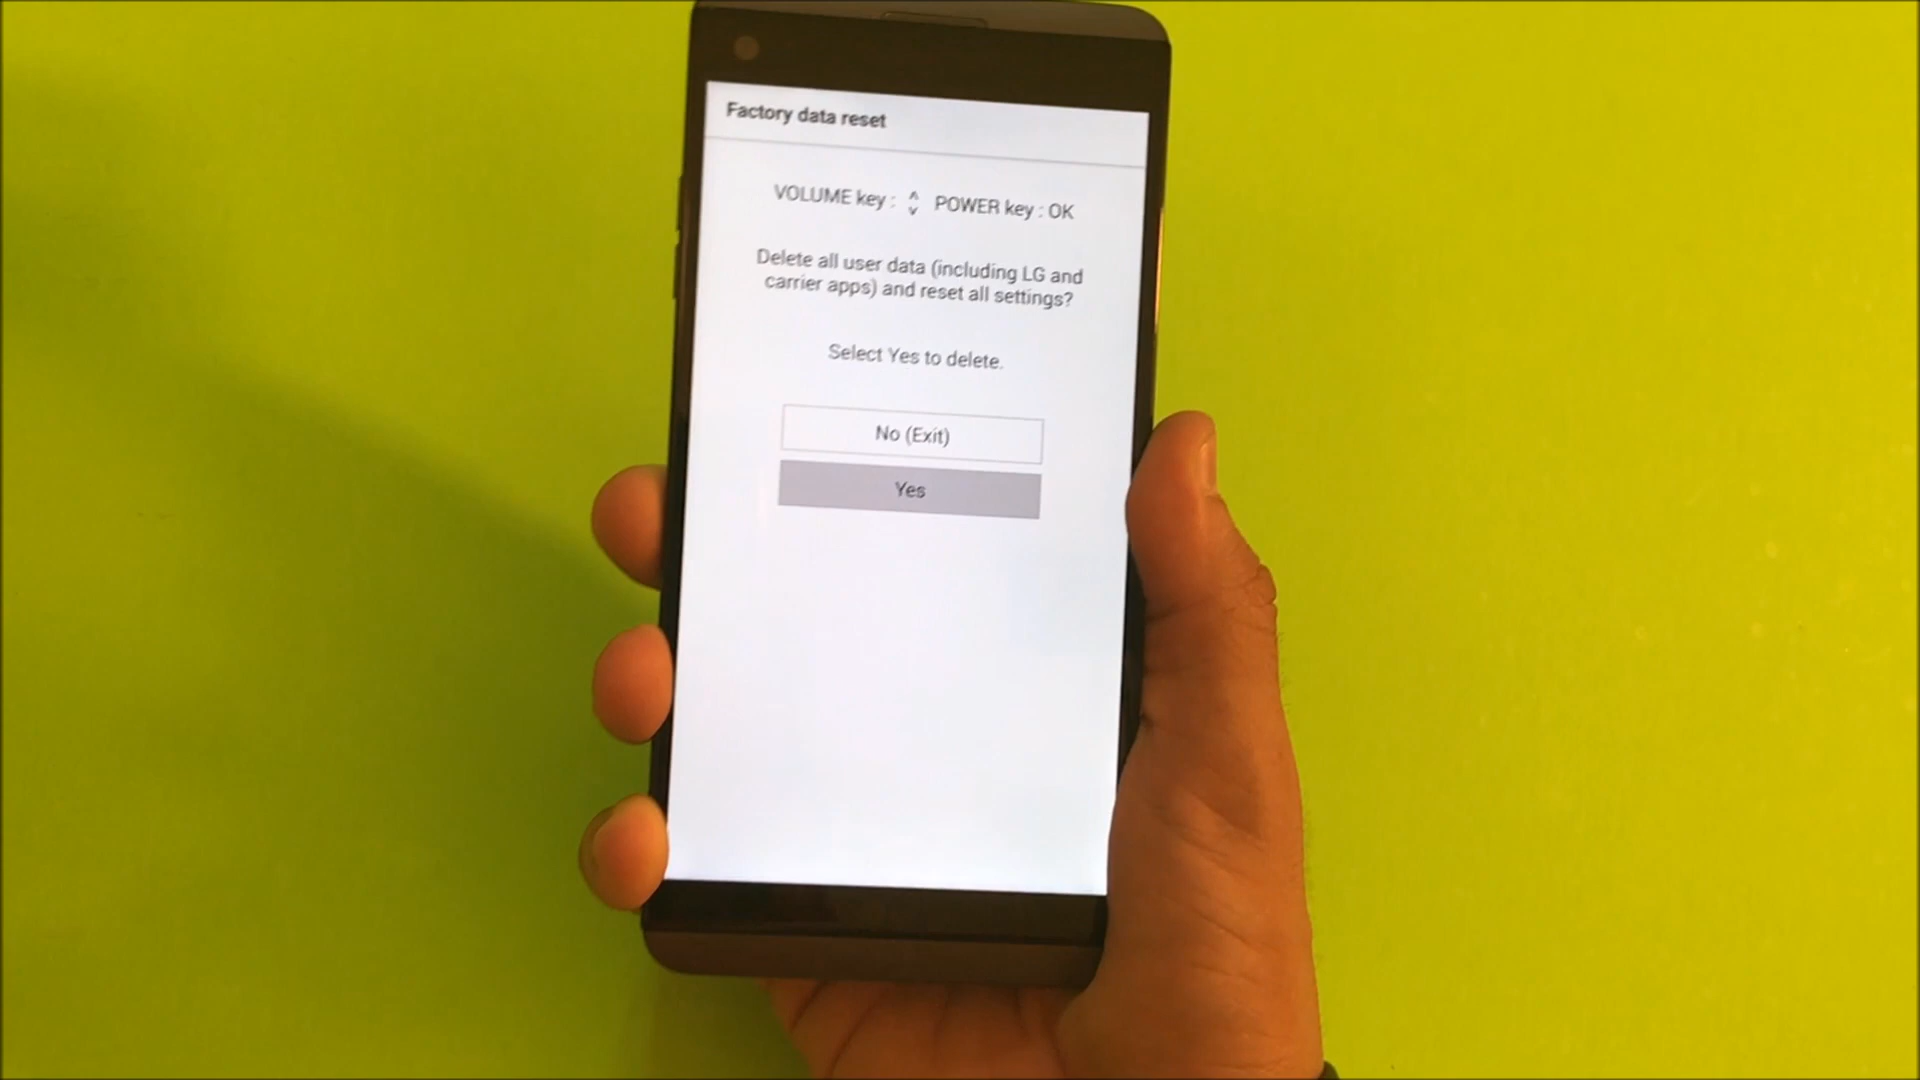 Factory data reset
VOLUME key : ^ v POWER key : OK
Delete all user data (including LG and
carrier apps) and reset all settings?
Select Yes to delete.
No (Exit)
Yes